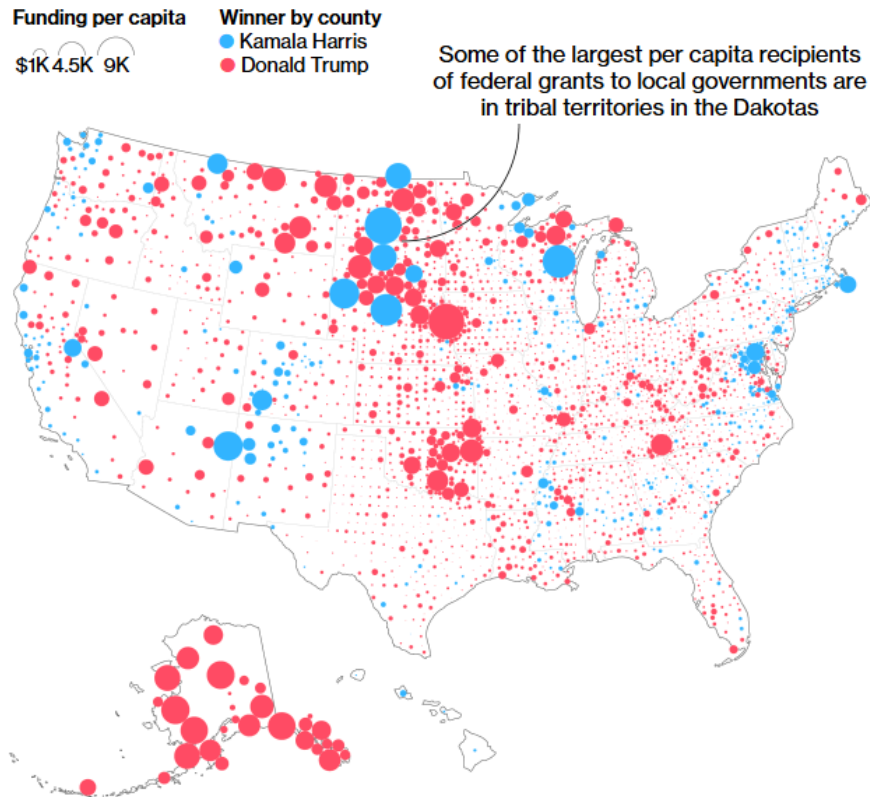 Funding per capita
$1K 4.5K 9K
Winner by county
Kamala Harris
Donald Trump
Some of the largest per capita recipients
of federal grants to local governments are
in tribal territories in the Dakotas